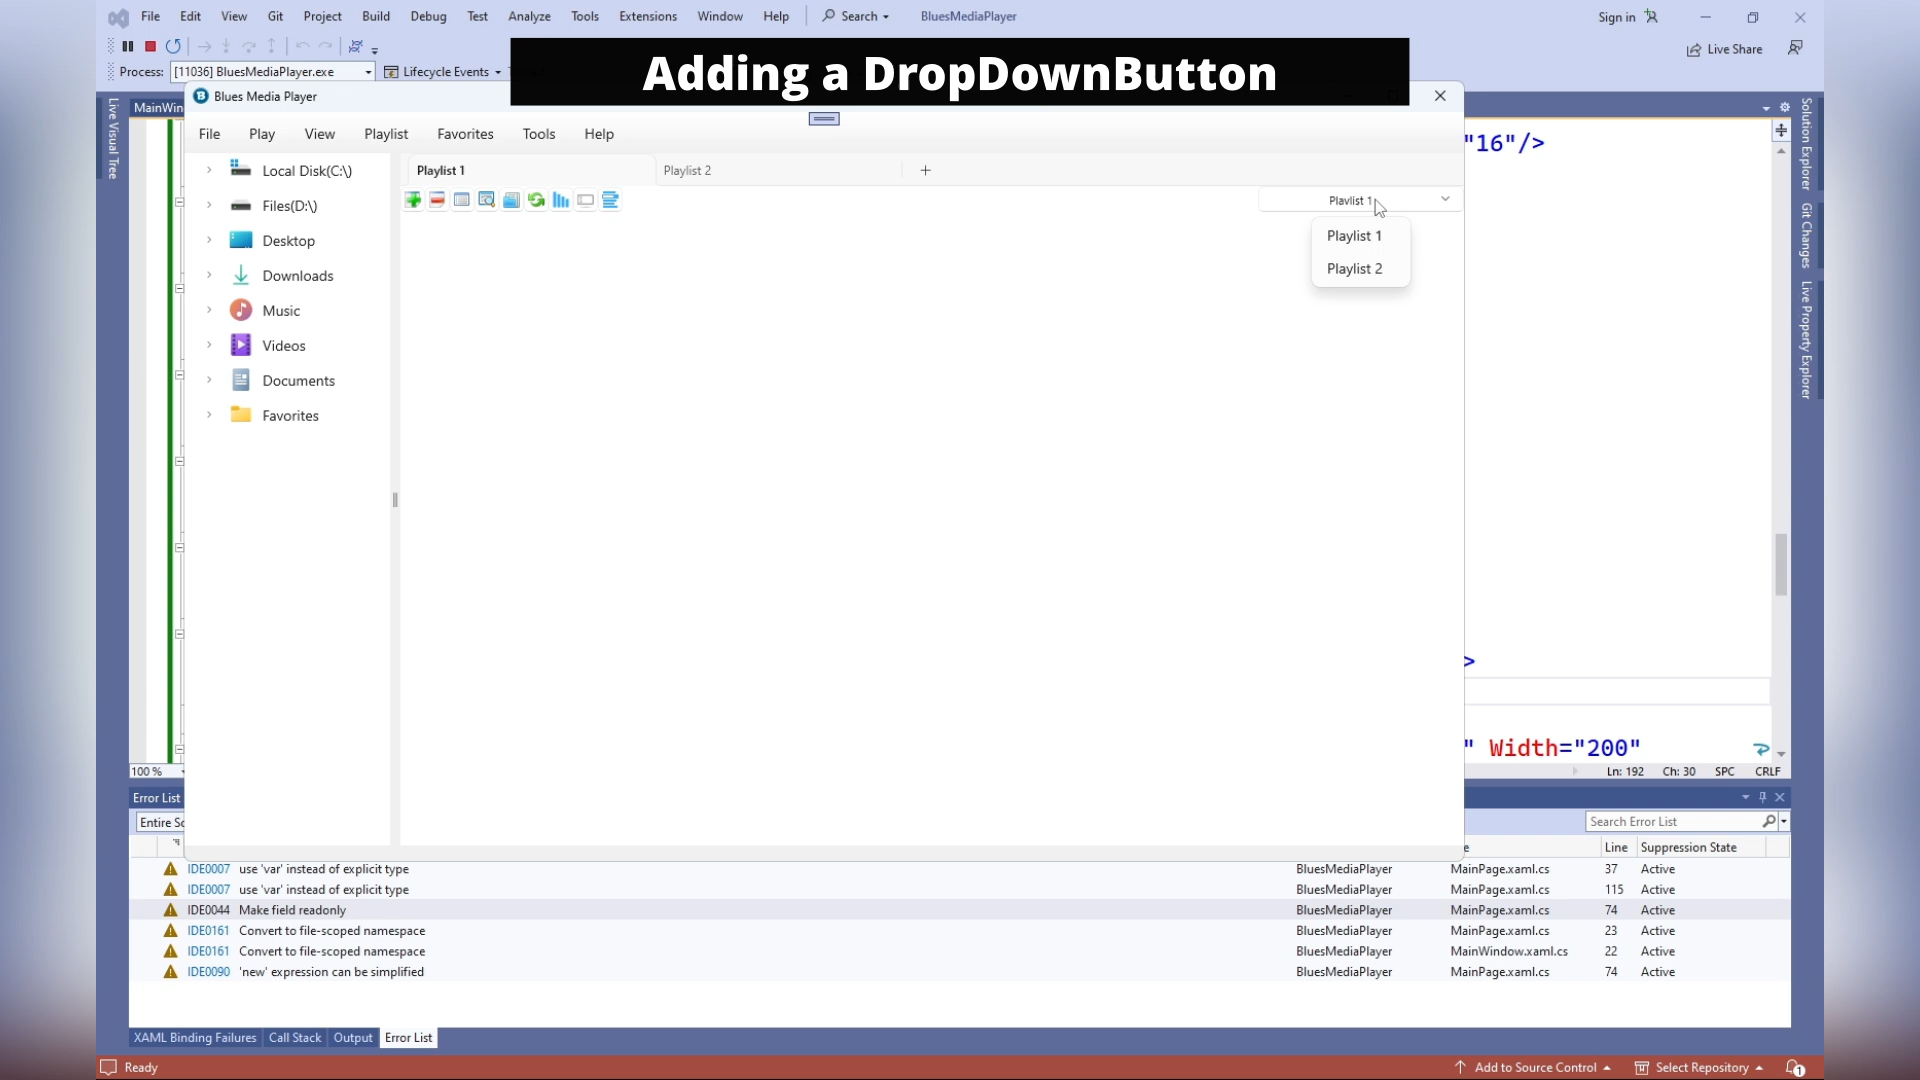 File Edit View Git Project Build Debug Test Analyze Tools Extensions Window Help Search BluesMediaPlayer Sign in
Live Share
Process: [11036] BluesMediaPlayer.exe Lifecycle Events
Adding a DropDownButton
Blues Media Player
MainWin
File Play View Playlist Favorites Tools Help
Playlist 1 Playlist 2 +
Playlist 1
Playlist 1
Playlist 2
Local Disk(C:\)
Files(D:\)
Desktop
Downloads
Music
Videos
Documents
Favorites
Live Visual Tree
Solution Explorer
Git Changes
Live Property Explorer
"16"/>
>
" Width="200"
100 %
Ln: 192 Ch: 30 SPC CRLF
Error List
Entire So
Search Error List
e Line Suppression State
IDE0007 use 'var' instead of explicit type BluesMediaPlayer MainPage.xaml.cs 37 Active
IDE0007 use 'var' instead of explicit type BluesMediaPlayer MainPage.xaml.cs 115 Active
IDE0044 Make field readonly BluesMediaPlayer MainPage.xaml.cs 74 Active
IDE0161 Convert to file-scoped namespace BluesMediaPlayer MainPage.xaml.cs 23 Active
IDE0161 Convert to file-scoped namespace BluesMediaPlayer MainWindow.xaml.cs 22 Active
IDE0090 'new' expression can be simplified BluesMediaPlayer MainPage.xaml.cs 74 Active
XAML Binding Failures Call Stack Output Error List
Ready
Add to Source Control Select Repository 1